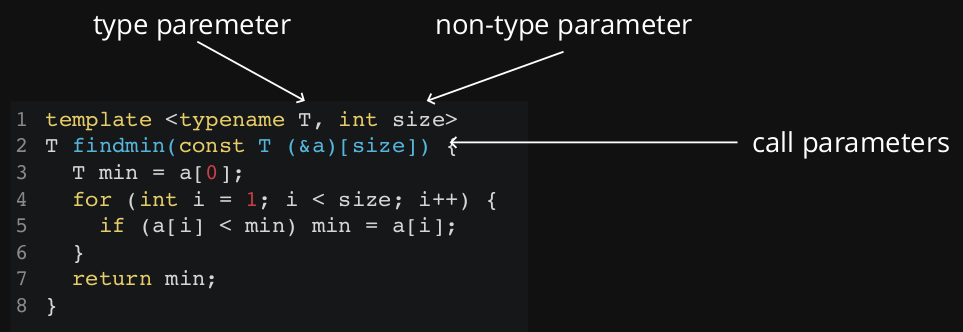 type paremeter
non-type parameter
1 template <typename T, int size>
2 T findmin(const T (&a)[size]) {
call parameters
3   T min = a[0];
4   for (int i = 1; i < size; i++) {
5     if (a[i] < min) min = a[i];
6   }
7   return min;
8 }